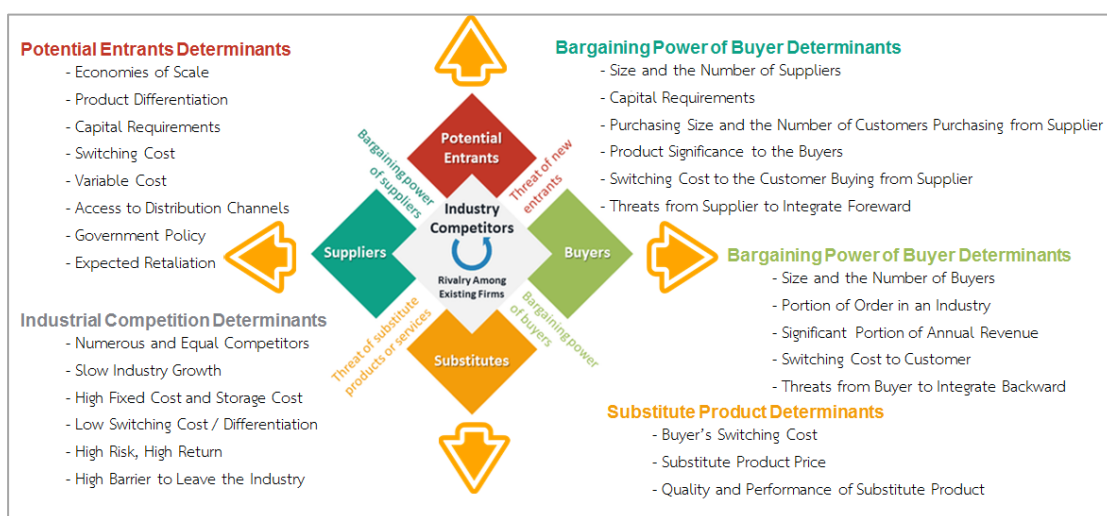 Potential Entrants Determinants
- Economies of Scale
- Product Differentiation
- Capital Requirements
- Switching Cost
- Variable Cost
- Access to Distribution Channels
- Government Policy
- Expected Retaliation
Industrial Competition Determinants
- Numerous and Equal Competitors
- Slow Industry Growth
- High Fixed Cost and Storage Cost
- Low Switching Cost / Differentiation
- High Risk, High Return
- High Barrier to Leave the Industry
Potential
Entrants
Bargaining power
of suppliers
Threat of new
entrants
Suppliers
Industry
Competitors
Rivalry Among
Existing Firms
Buyers
Threat of substitute
products or services
Bargaining power
of buyers
Substitutes
Bargaining Power of Buyer Determinants
- Size and the Number of Suppliers
- Capital Requirements
- Purchasing Size and the Number of Customers Purchasing from Supplier
- Product Significance to the Buyers
- Switching Cost to the Customer Buying from Supplier
- Threats from Supplier to Integrate Foreward
Bargaining Power of Buyer Determinants
- Size and the Number of Buyers
- Portion of Order in an Industry
- Significant Portion of Annual Revenue
- Switching Cost to Customer
- Threats from Buyer to Integrate Backward
Substitute Product Determinants
- Buyer's Switching Cost
- Substitute Product Price
- Quality and Performance of Substitute Product